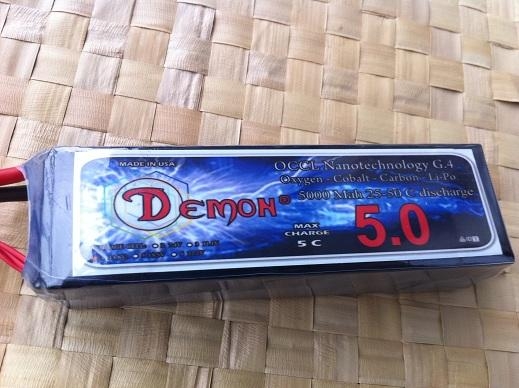 MADE IN USA
OCCL Nanotechnology G.4
Oxygen - Cobalt - Carbon - Li-Po
5000 Mah 25-50 C discharge
DEMON®
MAX
CHARGE
5 C
5.0